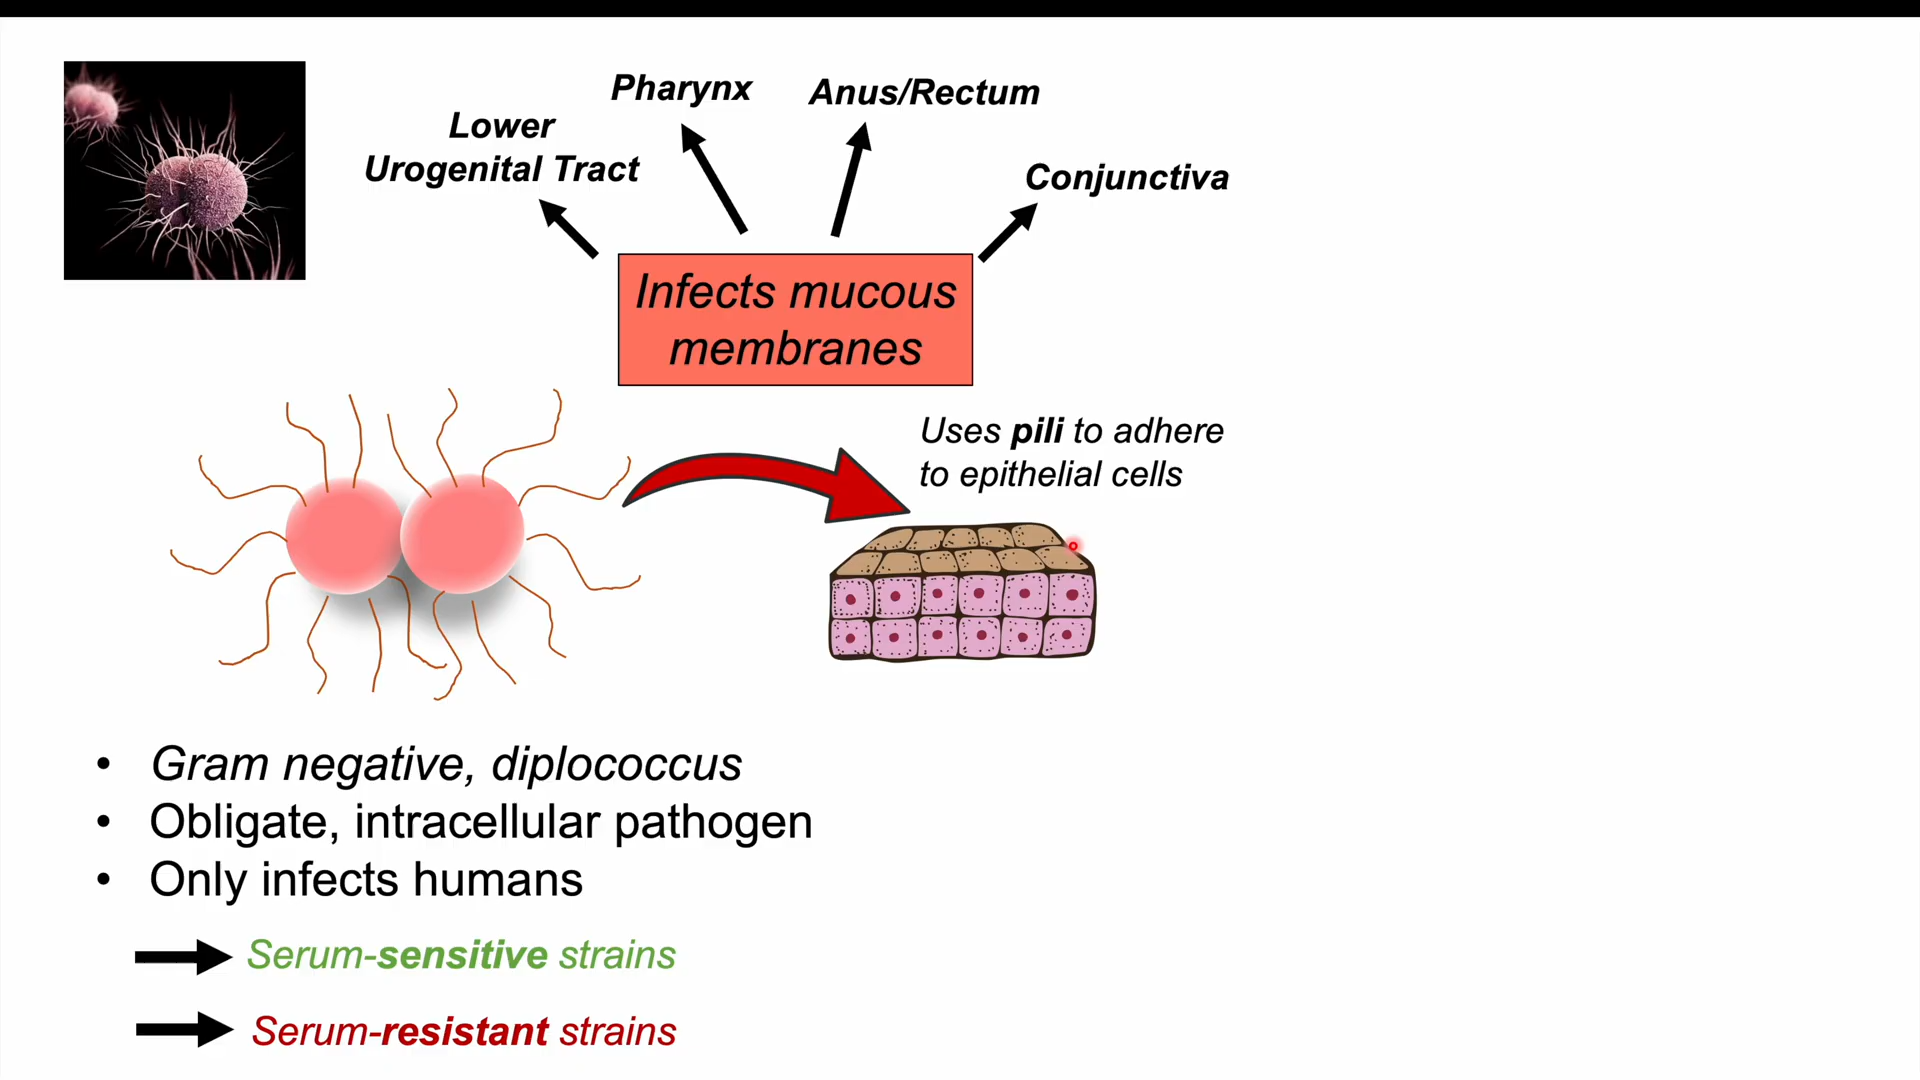 Pharynx
Anus/Rectum
Lower
Urogenital Tract
Conjunctiva
Infects mucous
membranes
Uses pili to adhere
to epithelial cells
• Gram negative, diplococcus
• Obligate, intracellular pathogen
• Only infects humans
Serum-sensitive strains
Serum-resistant strains